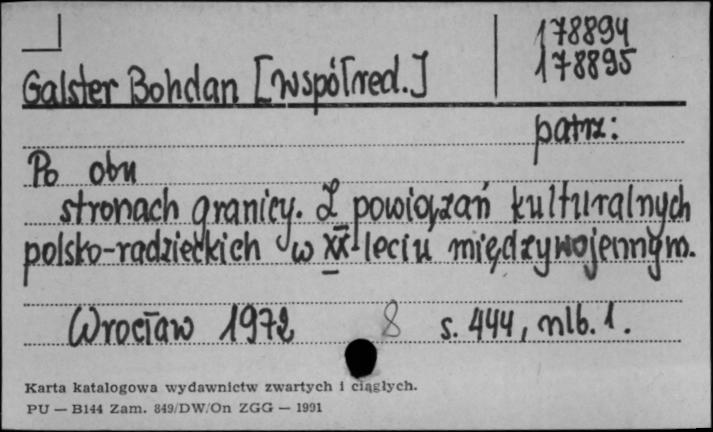 178894
178895
Galster Bohdan [współred.]
patrz:
Po obu
stronach granicy. Z powiązań kulturalnych
polsko-radzieckich w XX-leciu międzywojennym.
Wrocław 1972 8 s. 444, nlb. 1.
Karta katalogowa wydawnictw zwartych i ciągłych.
PU — B144 Zam. 849/DW/On ZGG — 1991